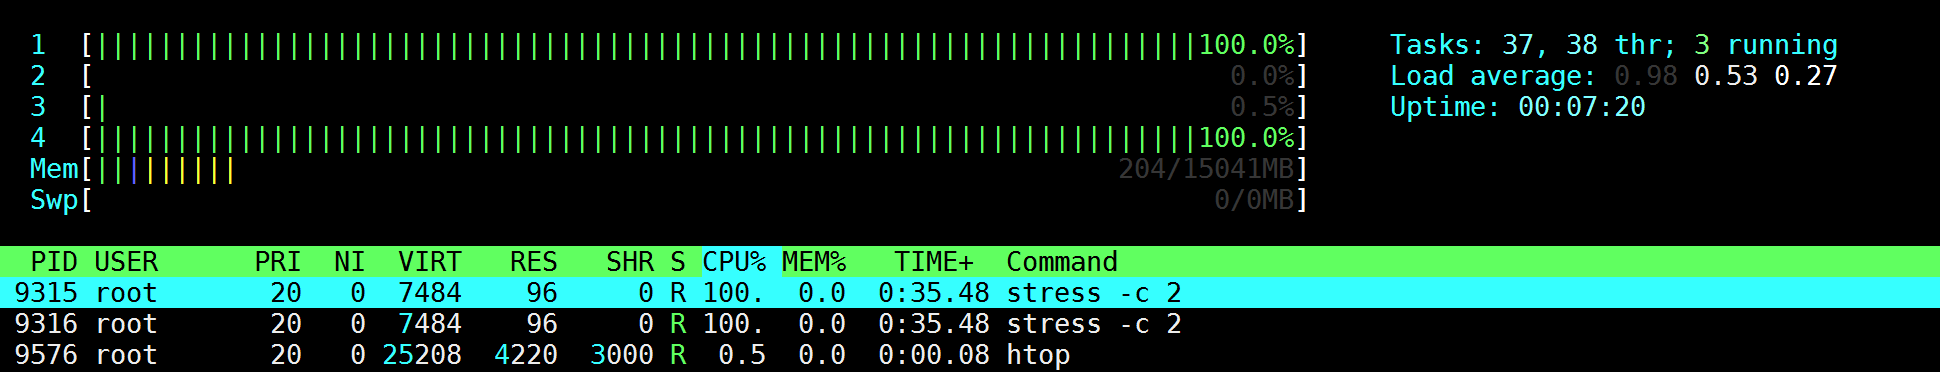 1 [||||||||||||||||||||||||||||||||||||||||||||||||||||||||||||||||||||||100.0%] Tasks: 37, 38 thr; 3 running
2 [ 0.0%] Load average: 0.98 0.53 0.27
3 [| 0.5%] Uptime: 00:07:20
4 [||||||||||||||||||||||||||||||||||||||||||||||||||||||||||||||||||||||100.0%]
Mem[||||||||| 204/15041MB]
Swp[ 0/0MB]
PID USER PRI NI VIRT RES SHR S CPU% MEM% TIME+ Command
9315 root 20 0 7484 96 0 R 100. 0.0 0:35.48 stress -c 2
9316 root 20 0 7484 96 0 R 100. 0.0 0:35.48 stress -c 2
9576 root 20 0 25208 4220 3000 R 0.5 0.0 0:00.08 htop